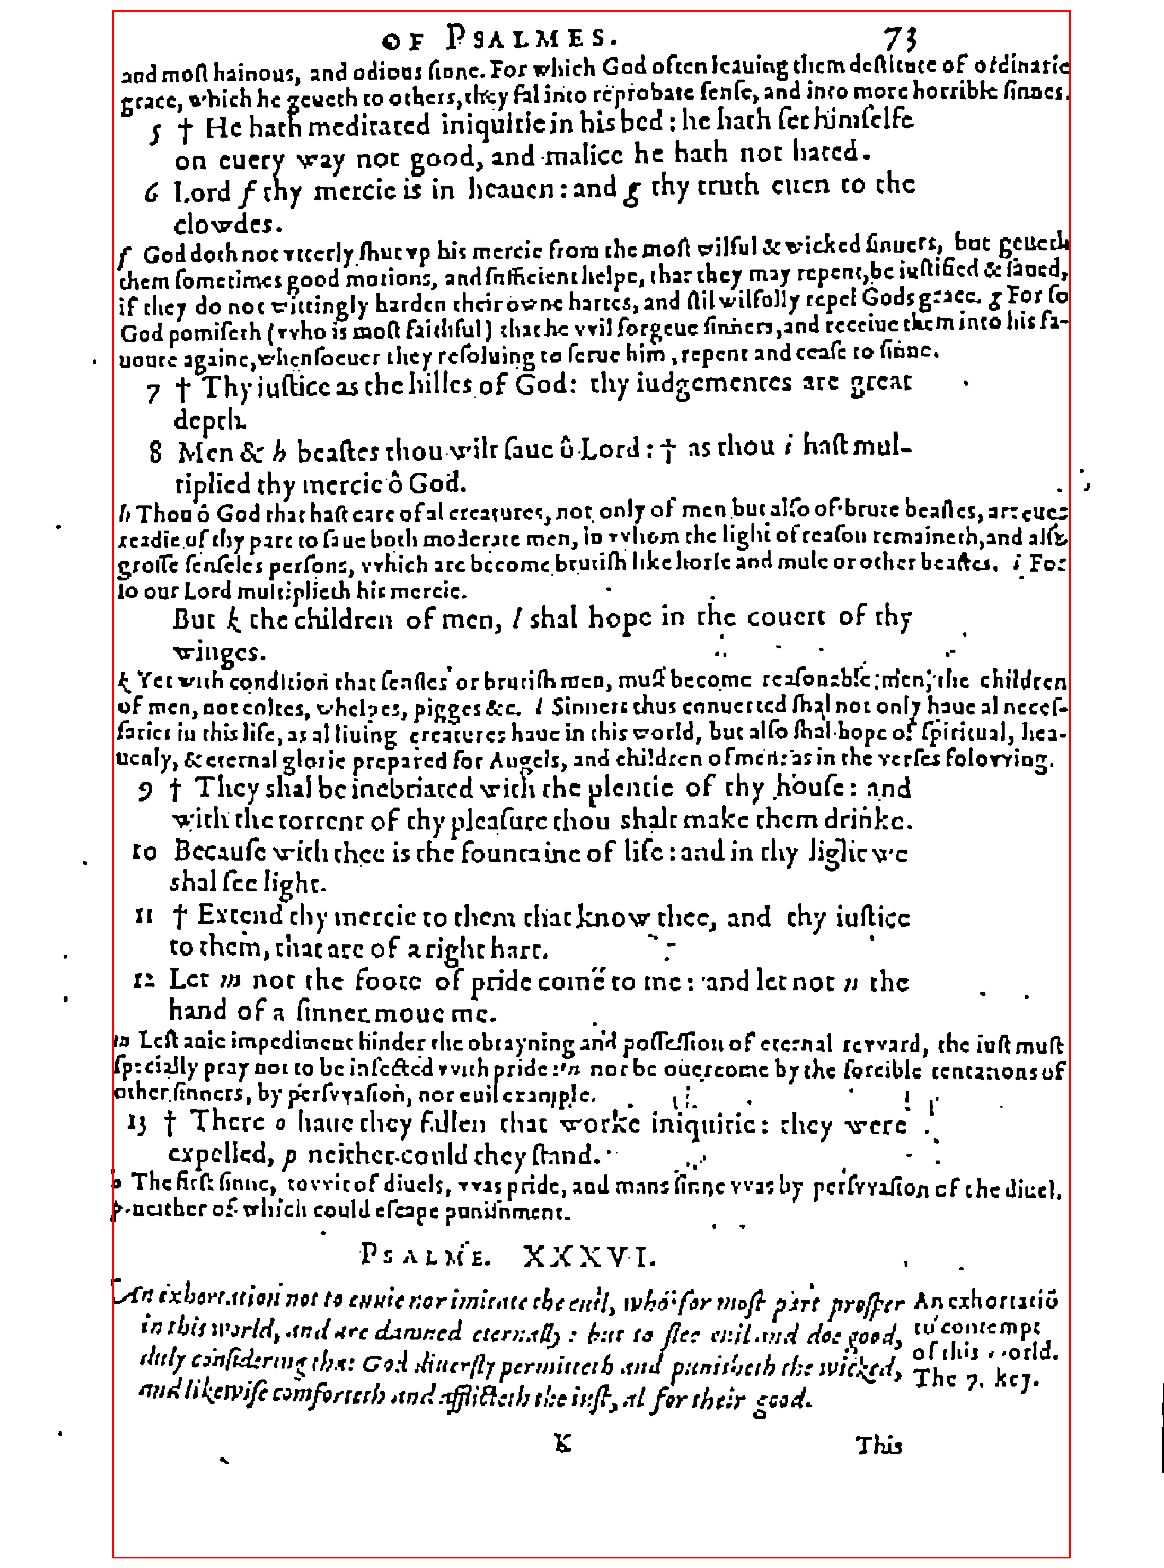 OF PSALMES. 73
and most hainous, and odious sinne. For which God often leauing them destitute of ordinarie
grace, which he geueth to others, they fal into reprobate sense, and into more horrible sinnes.
5 † He hath meditated iniquitie in his bed: he hath set himselfe
on euery way not good, and malice he hath not hated.
6 Lord f thy mercie is in heauen: and g thy truth euen to the
clowdes.
f God doth not vtterly shut vp his mercie from the most wilful & wicked sinners, but geueth
them sometimes good motions, and sufficient helpe, that they may repent, be iustified & saued,
if they do not wittingly harden their owne hartes, and stil wilfully repel Gods grace. g For so
God pomiseth (vvho is most faithful) that he vvil forgeue sinners, and receiue them into his fa-
uoure againe, whensoeuer they resoluing to serue him, repent and cease to sinne.
7 † Thy iustice as the hilles of God: thy iudgementes are great
depth.
8 Men & h beastes thou wilt saue ô Lord: † as thou i hast mul-
tiplied thy mercie ô God.
h Thou ô God that hast care of al creatures, not only of men but also of brute beastes, art euer
readie of thy part to saue both moderate men, in vvhom the light of reason remaineth, and also
grosse senseles persons, vvhich are become brutish like horse and mule or other beastes. i For
so our Lord multiplieth his mercie.
But k the children of men, l shal hope in the couert of thy
winges.
k Yet with condition that senseles or brutish men, must become reasonable men, the children
of men, not coltes, whelpes, pigges &c. l Sinners thus conuerted shal not only haue al neces-
saries in this life, as al liuing creatures haue in this world, but also shal hope of spiritual, hea-
uenly, & eternal glorie prepared for Angels, and children of men: as in the verses folovving.
9 † They shal be inebriated with the plentie of thy house: and
with the torrent of thy pleasure thou shalt make them drinke.
10 Because with thee is the fountaine of life: and in thy light we
shal see light.
11 † Extend thy mercie to them that know thee, and thy iustice
to them, that are of a right hart.
12 Let m not the foote of pride come to me: and let not n the
hand of a sinner moue me.
m Lest anie impediment hinder the obtayning and possession of eternal revvard, the iust must
specially pray not to be infected vvith pride: n nor be ouercome by the forcible tentations of
other sinners, by persvvasion, nor euil example.
13 † There o haue they fallen that worke iniquitie: they were
expelled, p neither could they stand.
o The first sinne, to vvit of diuels, vvas pride, and mans sinne vvas by persvvasion of the diuel.
p neither of which could escape punishment.
PSALME. XXXVI.
An exhortation not to enuie nor imitate the euil, who for most part prosper An exhortatiõ
in this world, and are damned eternally: but to flee euil and doe good, to contempt
duly considering that God diuersly permitteth and punisheth the wicked, of this world.
and likewise comforteth and afflicteth the iust, al for their good. The 7. key.
K This